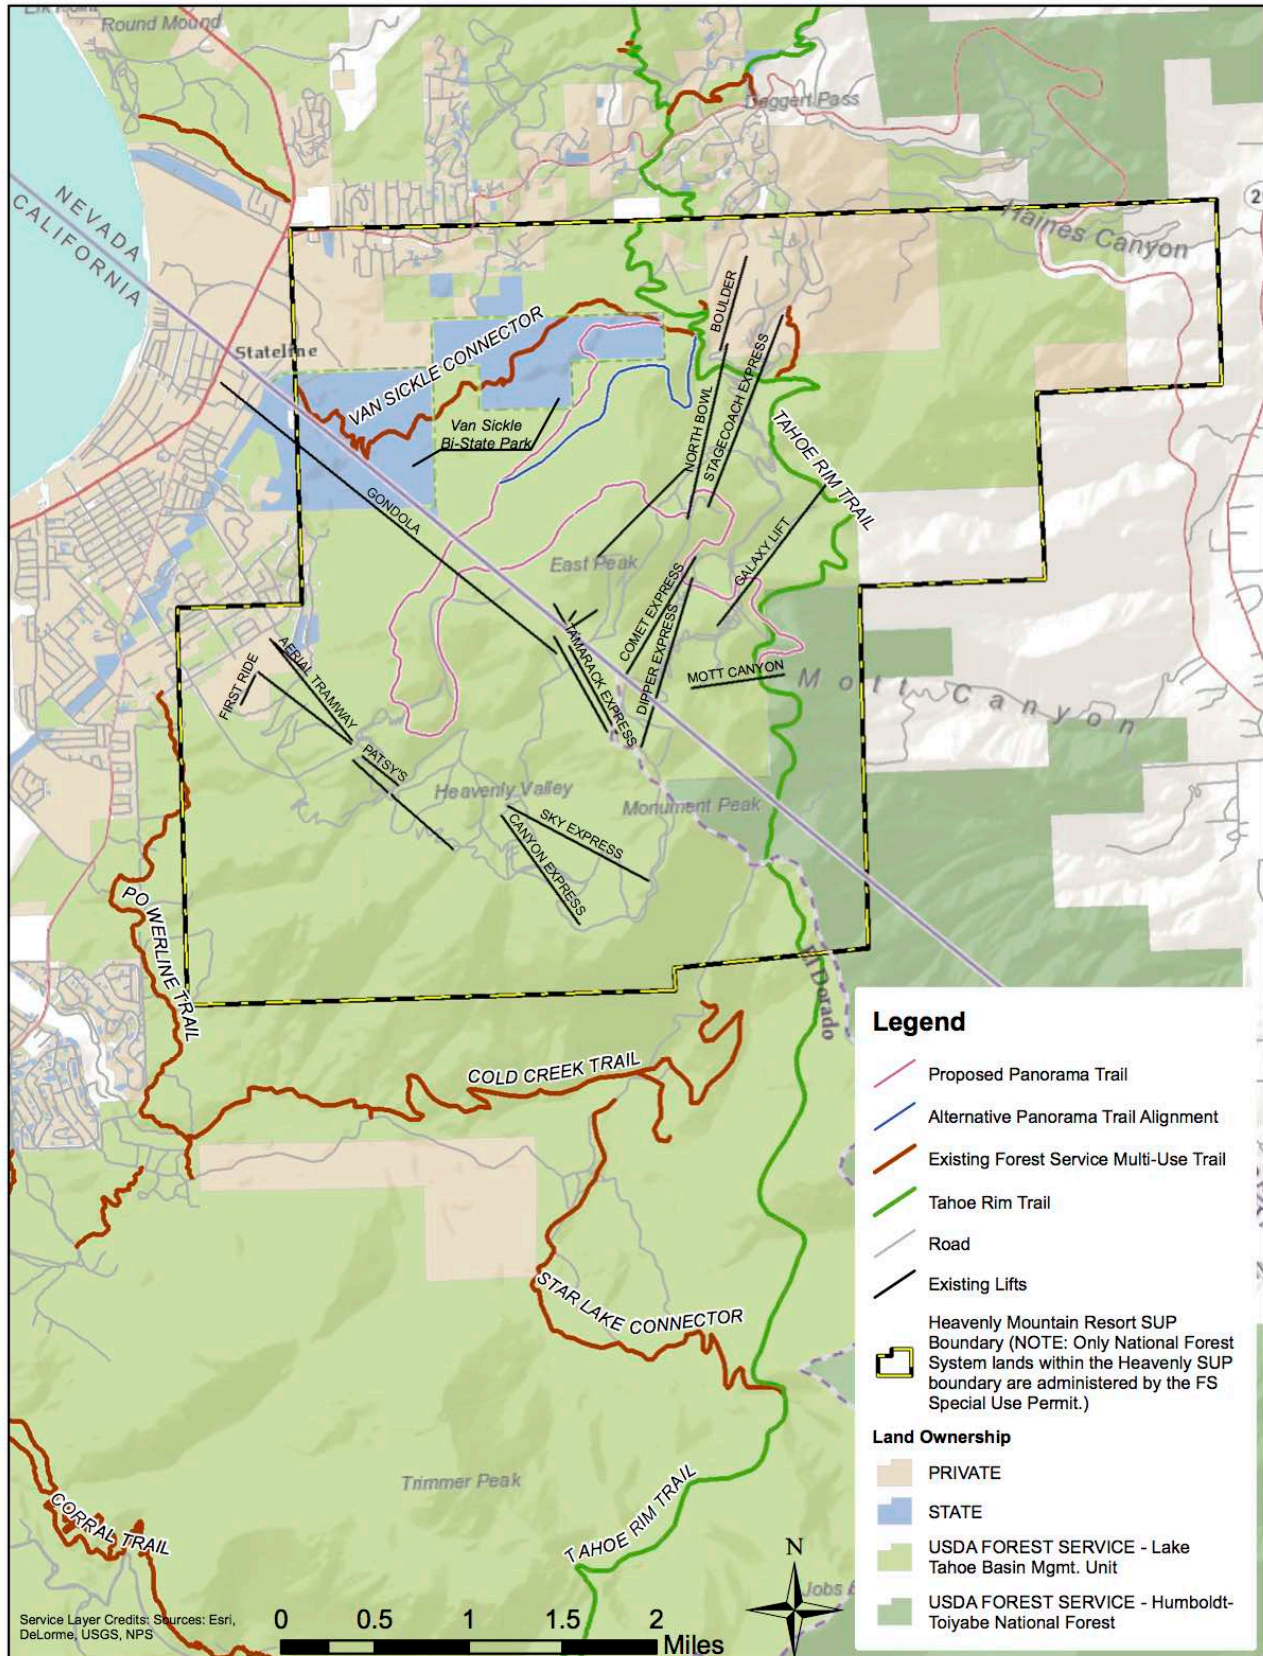 Round Mound
Daggert Pass
NEVADA
CALIFORNIA
Haines Canyon
Stateline
VAN SICKLE CONNECTOR
BOULDER
STAGECOACH EXPRESS
NORTH BOWL
Van Sickle
Bi-State Park
TAHOE RIM TRAIL
GONDOLA
GALAXY LIFT
East Peak
COMET EXPRESS
TAMARACK EXPRESS
DIPPER EXPRESS
MOTT CANYON
Mott Canyon
AERIAL TRAMWAY
FIRST RIDE
PATSY'S
Heavenly Valley
Monument Peak
SKY EXPRESS
CANYON EXPRESS
PO WERLINE TRAIL
El Dorado
COLD CREEK TRAIL
STAR LAKE CONNECTOR
Trimmer Peak
CORRAL TRAIL
TAHOE RIM TRAIL
Legend
Proposed Panorama Trail
Alternative Panorama Trail Alignment
Existing Forest Service Multi-Use Trail
Tahoe Rim Trail
Road
Existing Lifts
Heavenly Mountain Resort SUP
Boundary (NOTE: Only National Forest
System lands within the Heavenly SUP
boundary are administered by the FS
Special Use Permit.)
Land Ownership
PRIVATE
STATE
USDA FOREST SERVICE - Lake
Tahoe Basin Mgmt. Unit
USDA FOREST SERVICE - Humboldt-
Toiyabe National Forest
N
Jobs
Service Layer Credits: Sources: Esri,
DeLorme, USGS, NPS
0 0.5 1 1.5 2
Miles